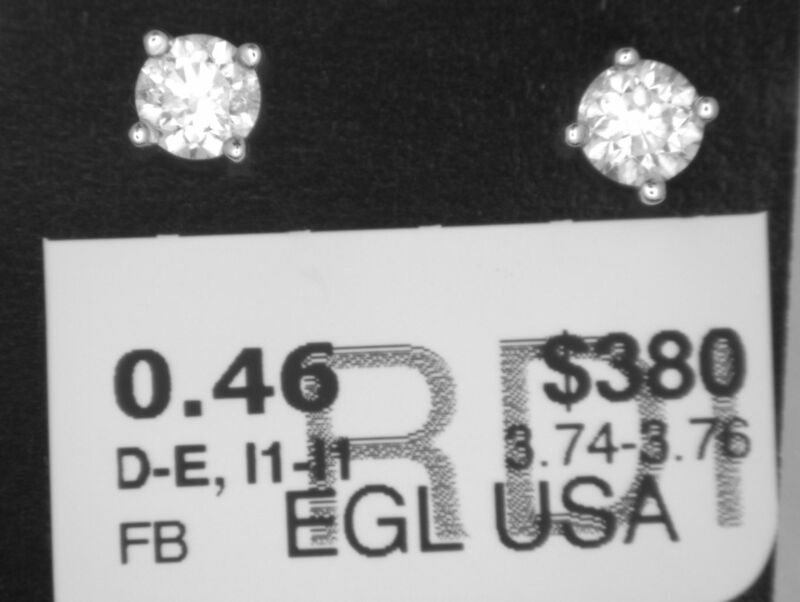 0.46 $380
D-E, I1-I1 3.74-3.76
FB EGL USA
RDI